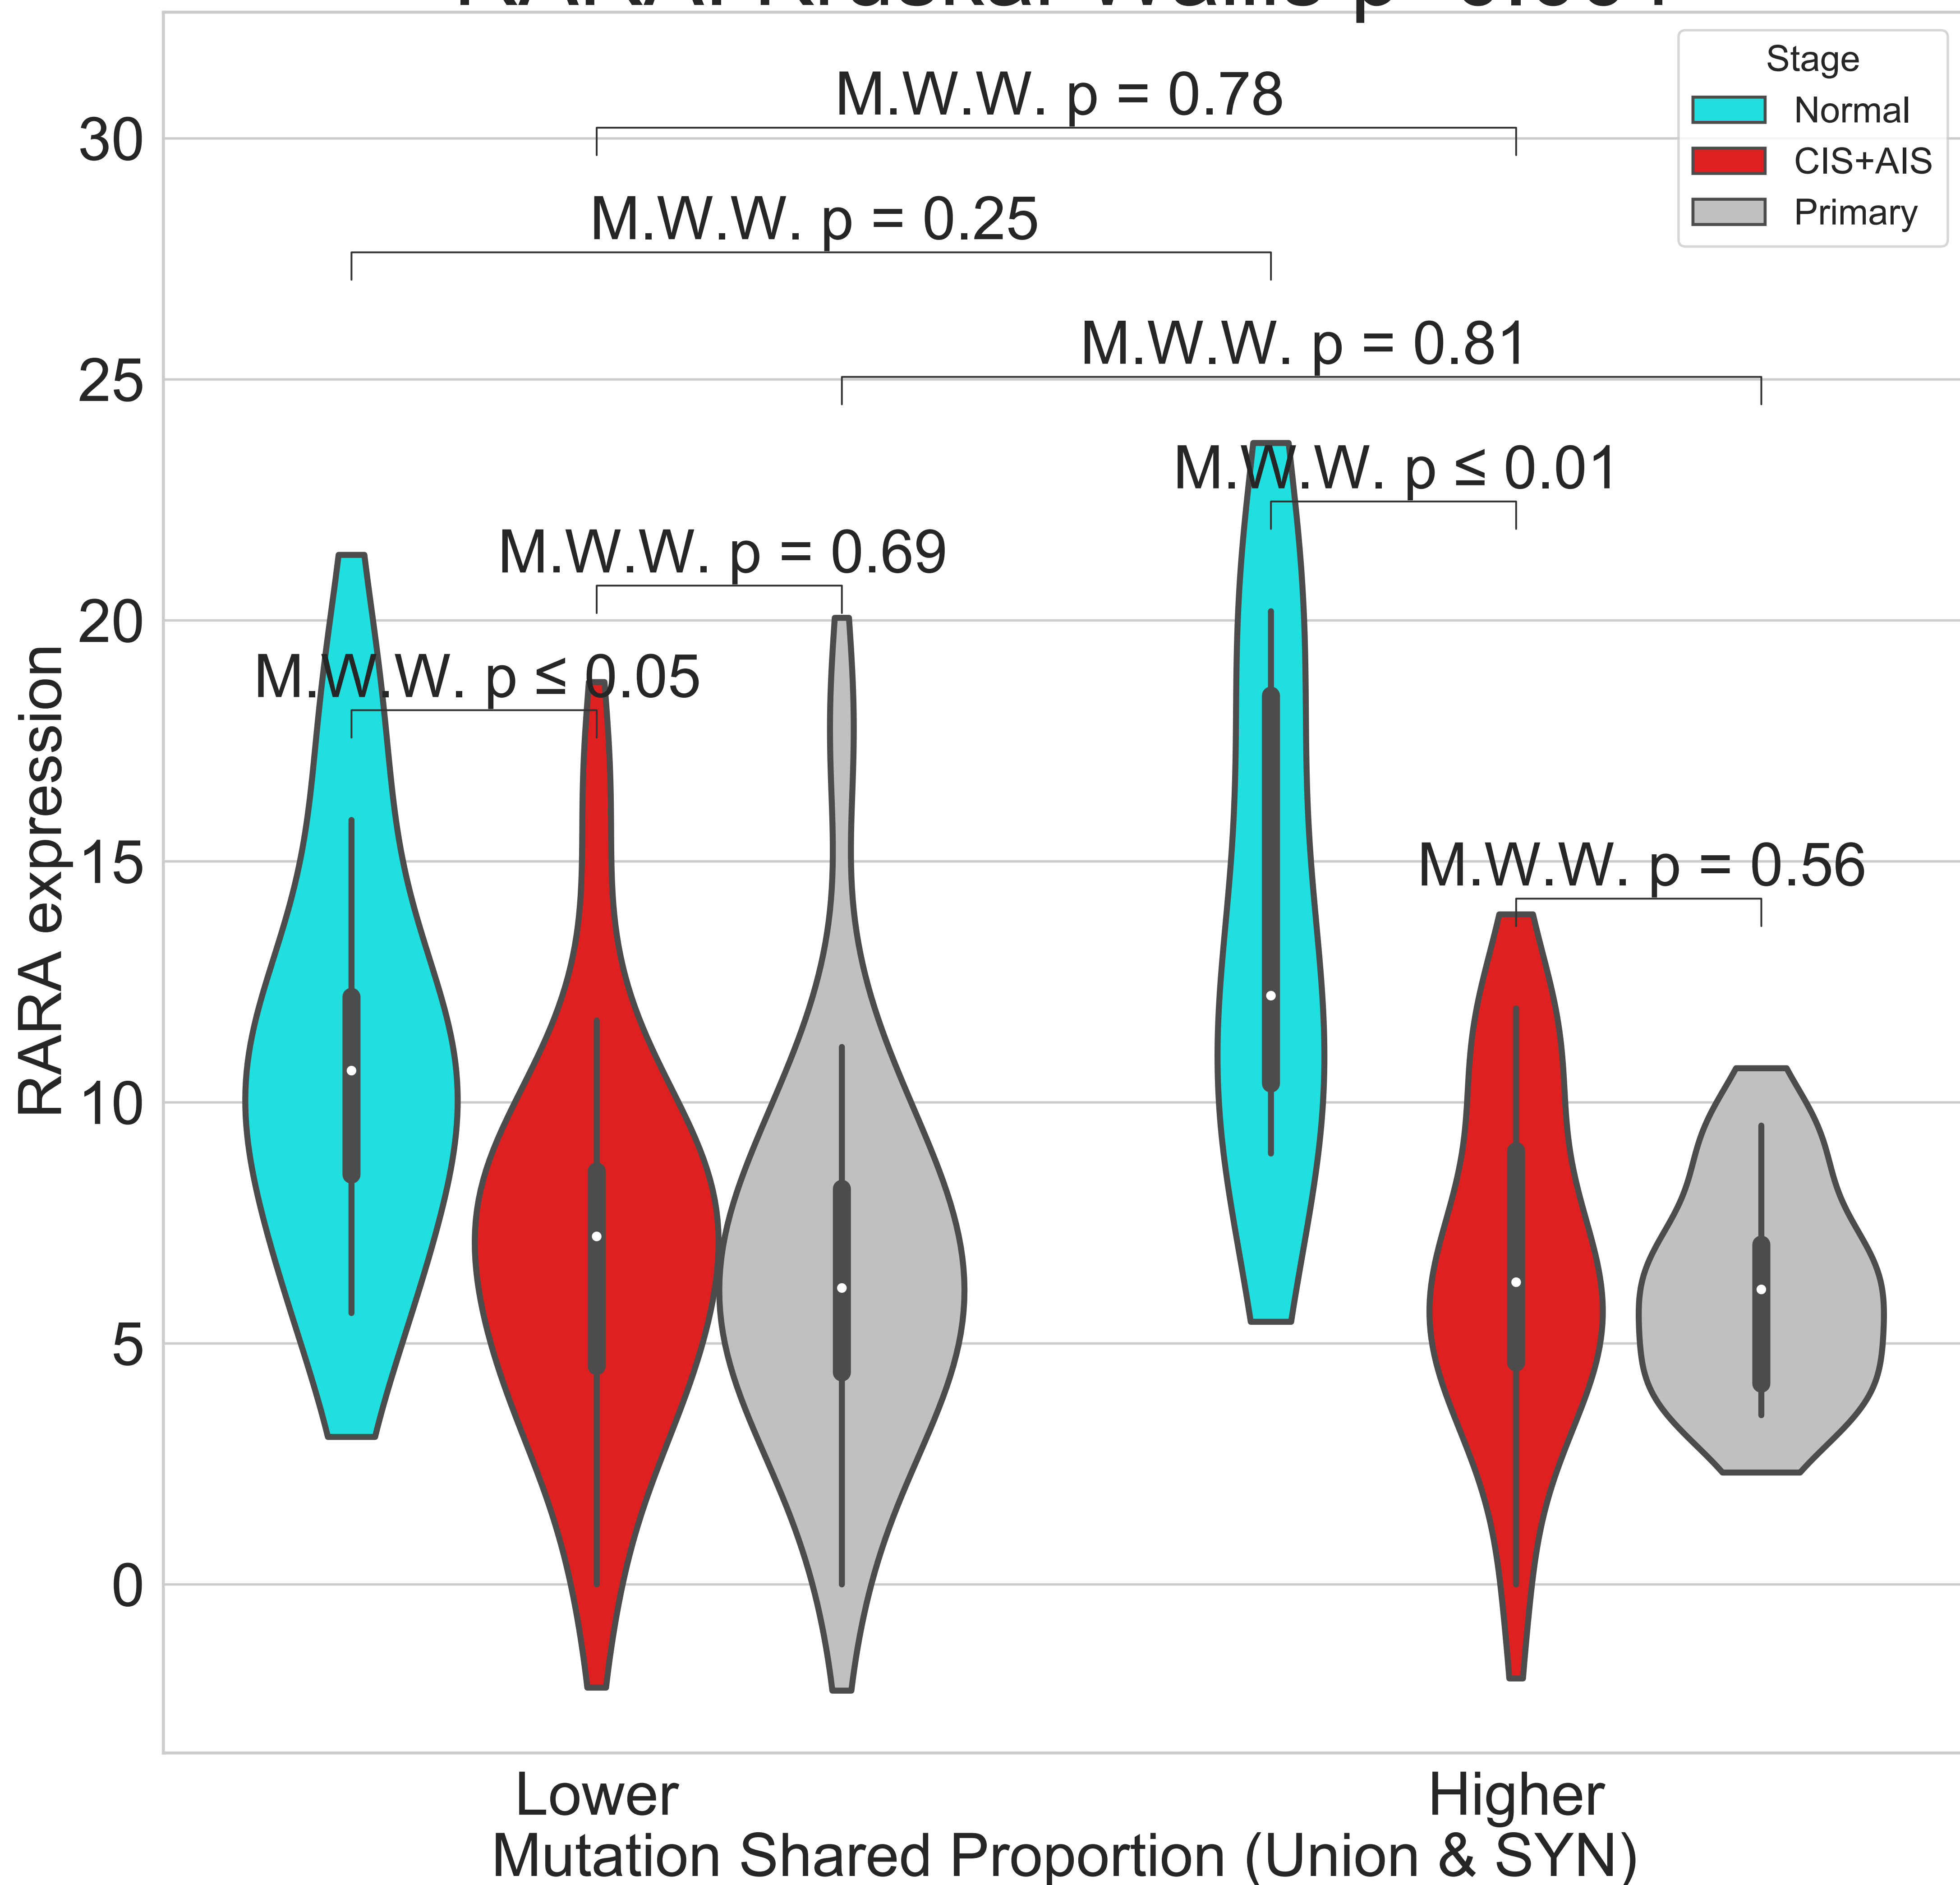 Stage
Normal
CIS+AIS
Primary
M.W.W. p = 0.78
M.W.W. p = 0.25
M.W.W. p = 0.81
M.W.W. p ≤ 0.01
M.W.W. p = 0.69
M.W.W. p ≤ 0.05
M.W.W. p = 0.56
30
25
20
15
10
5
0
RARA expression
Lower
Higher
Mutation Shared Proportion (Union & SYN)